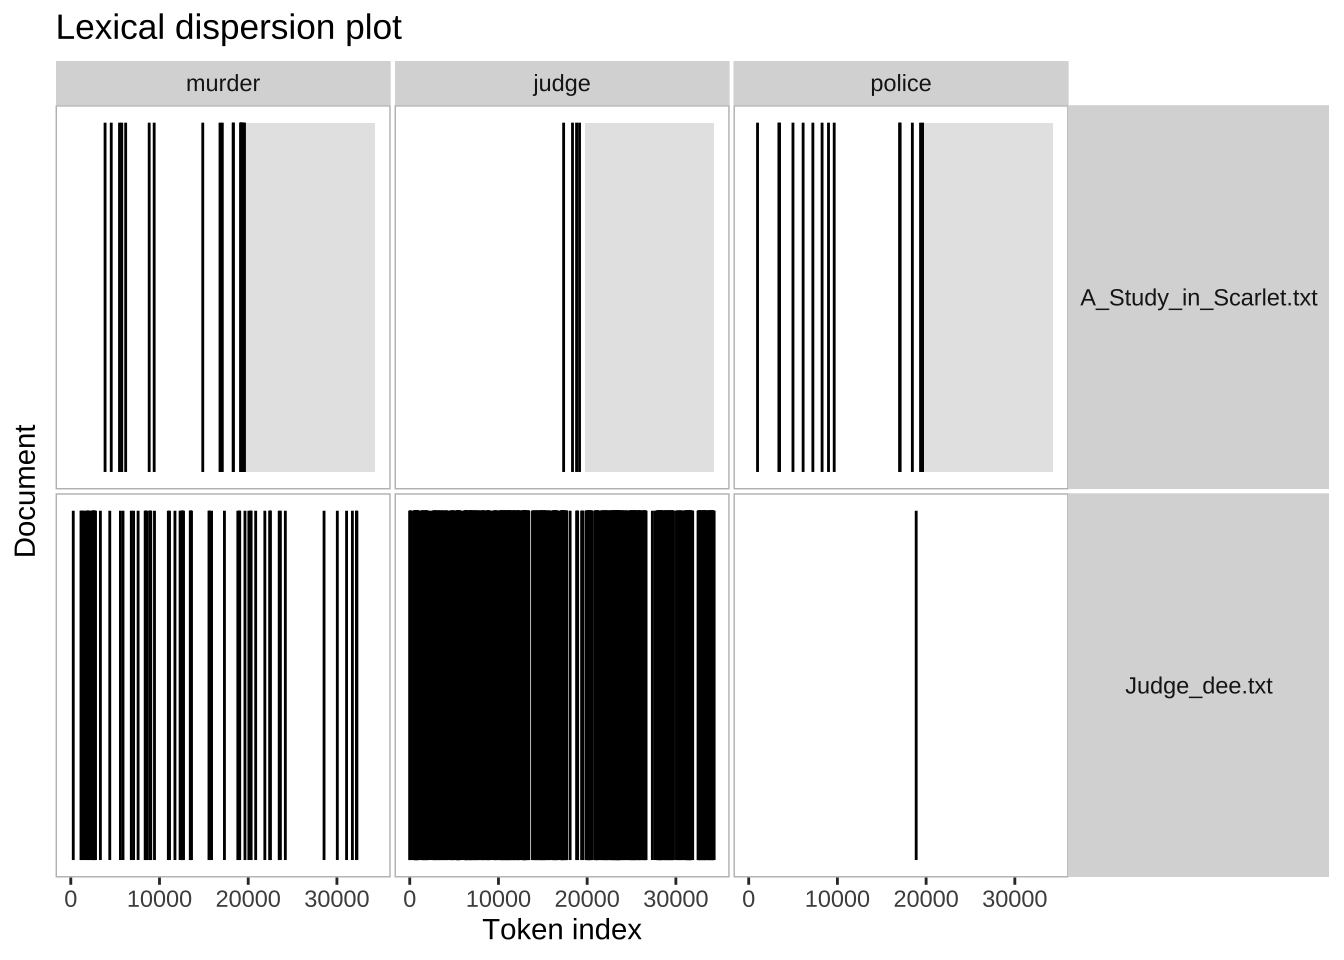 Lexical dispersion plot
murder
judge
police
A_Study_in_Scarlet.txt
Judge_dee.txt
Document
0 10000 20000 30000 0 10000 20000 30000 0 10000 20000 30000
Token index